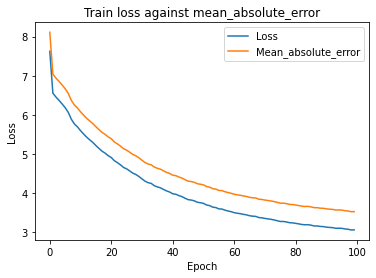 Train loss against mean_absolute_error
Loss
Mean_absolute_error
8
7
6
5
4
3
Loss
0
20
40
60
80
100
Epoch